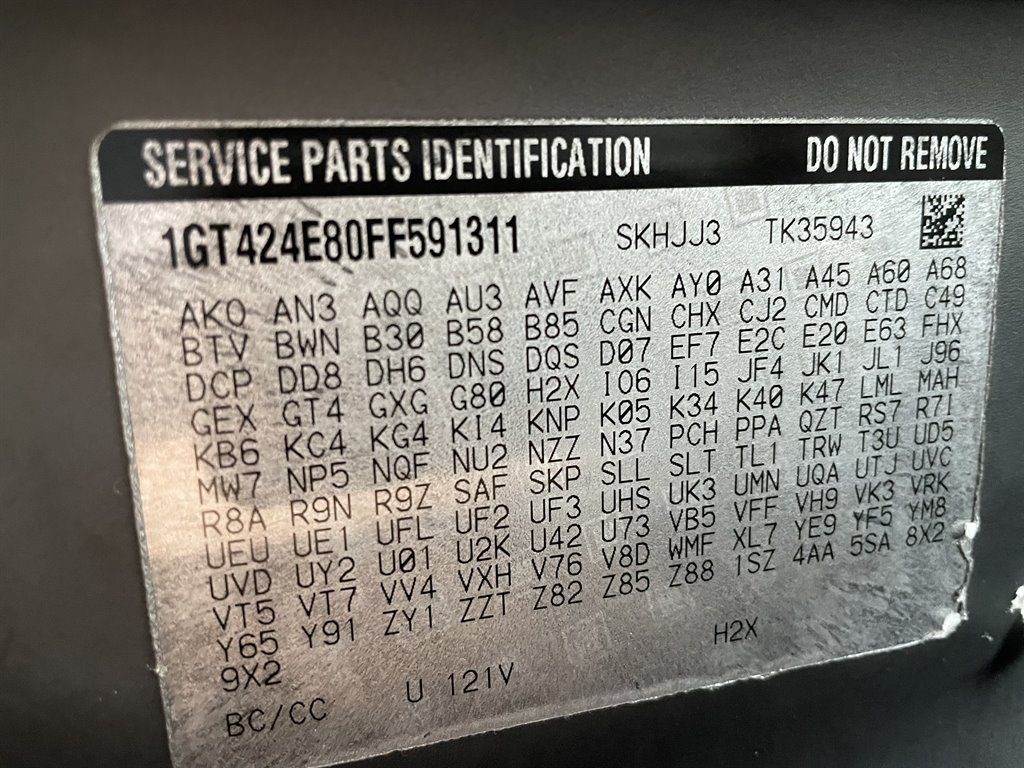 SERVICE PARTS IDENTIFICATION DO NOT REMOVE
1GT424E80FF591311 SKHJJ3 TK35943
AKO AN3 AQQ AU3 AVF AXK AY0 A31 A45 A60 A68
BTV BWN B30 B58 B85 CGN CHX CJ2 CMD CTD C49
DCP DD8 DH6 DNS DQS D07 EF7 E2C E20 E63 FHX
GEX GT4 GXG G80 H2X I06 I15 JF4 JK1 JL1 J96
KB6 KC4 KG4 KI4 KNP K05 K34 K40 K47 LML MAH
MW7 NP5 NQF NU2 NZZ N37 PCH PPA QZT RS7 R7I
R8A R9N R9Z SAF SKP SLL SLT TL1 TRW T3U UD5
UEU UE1 UFL UF2 UF3 UHS UK3 UMN UQA UTJ UVC
UVD UY2 U01 U2K U42 U73 VB5 VFF VH9 VK3 VRK
VT5 VT7 VV4 VXH V76 V8D WMF XL7 YE9 YF5 YM8
Y65 Y91 ZY1 ZZT Z82 Z85 Z88 1SZ 4AA 5SA 8X2
9X2
BC/CC U 121V H2X